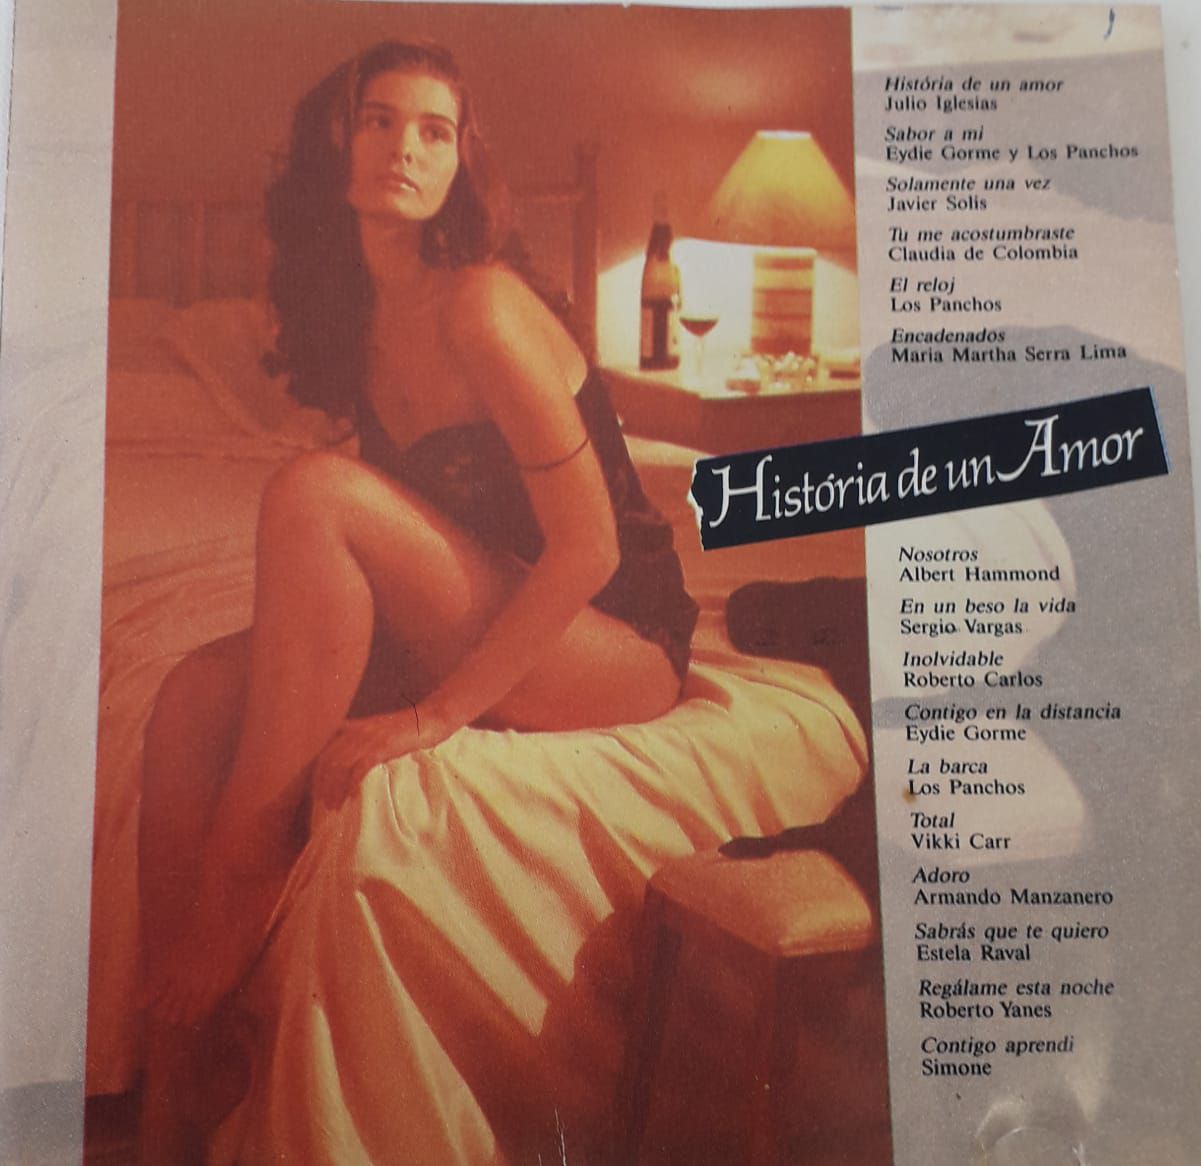 História de un amor
Julio Iglesias
Sabor a mi
Eydie Gorme y Los Panchos
Solamente una vez
Javier Solis
Tu me acostumbraste
Claudia de Colombia
El reloj
Los Panchos
Encadenados
Maria Martha Serra Lima
História de un Amor
Nosotros
Albert Hammond
En un beso la vida
Sergio Vargas
Inolvidable
Roberto Carlos
Contigo en la distancia
Eydie Gorme
La barca
Los Panchos
Total
Vikki Carr
Adoro
Armando Manzanero
Sabrás que te quiero
Estela Raval
Regálame esta noche
Roberto Yanes
Contigo aprendi
Simone